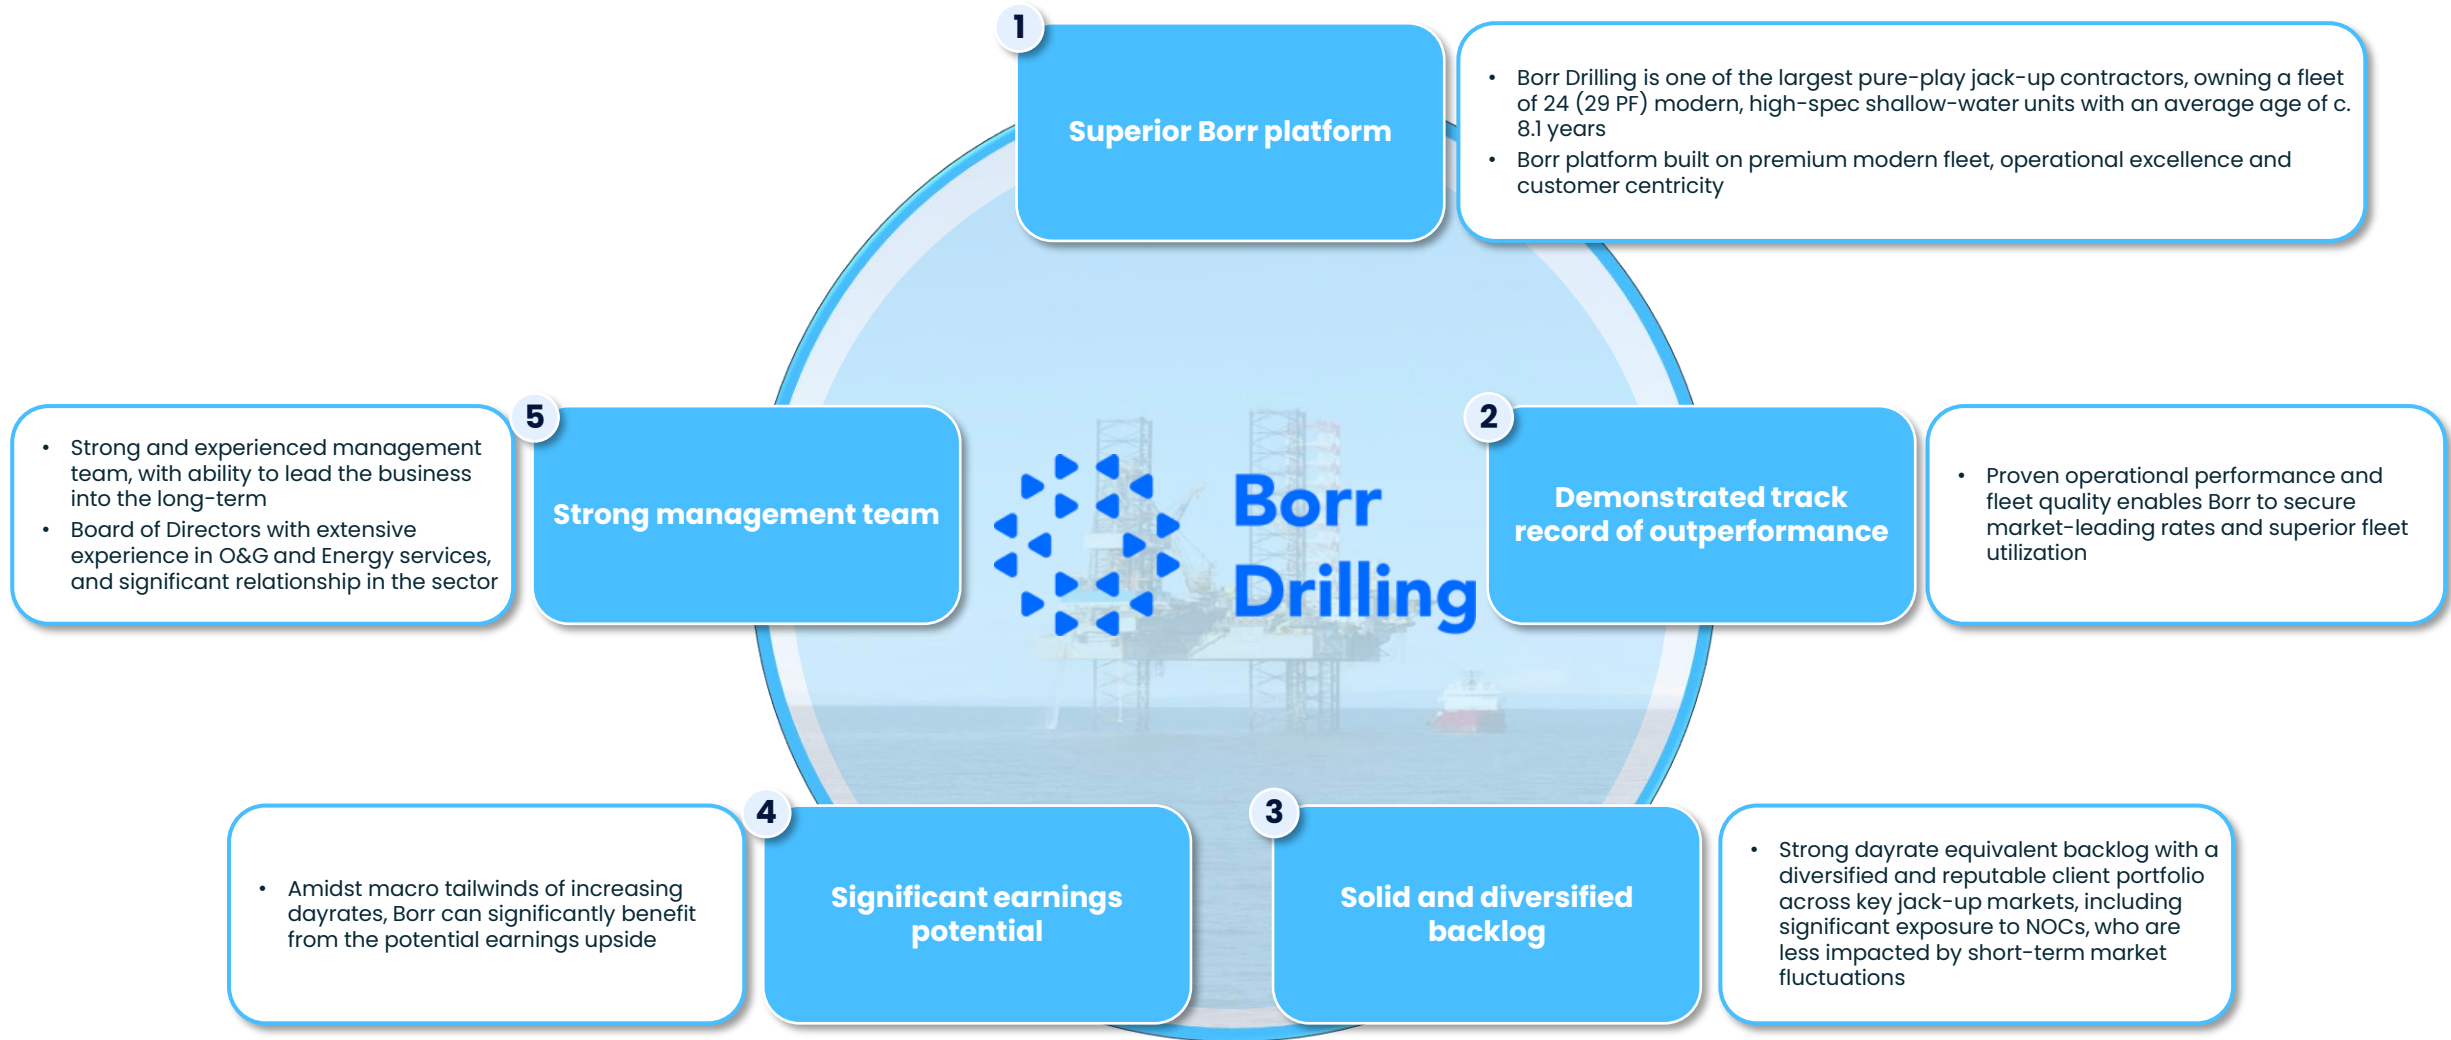 1
Superior Borr platform
• Borr Drilling is one of the largest pure-play jack-up contractors, owning a fleet
of 24 (29 PF) modern, high-spec shallow-water units with an average age of c.
8.1 years
• Borr platform built on premium modern fleet, operational excellence and
customer centricity
2
Demonstrated track
record of outperformance
• Proven operational performance and
fleet quality enables Borr to secure
market-leading rates and superior fleet
utilization
3
Solid and diversified
backlog
• Strong dayrate equivalent backlog with a
diversified and reputable client portfolio
across key jack-up markets, including
significant exposure to NOCs, who are
less impacted by short-term market
fluctuations
4
Significant earnings
potential
• Amidst macro tailwinds of increasing
dayrates, Borr can significantly benefit
from the potential earnings upside
5
Strong management team
• Strong and experienced management
team, with ability to lead the business
into the long-term
• Board of Directors with extensive
experience in O&G and Energy services,
and significant relationship in the sector
Borr
Drilling